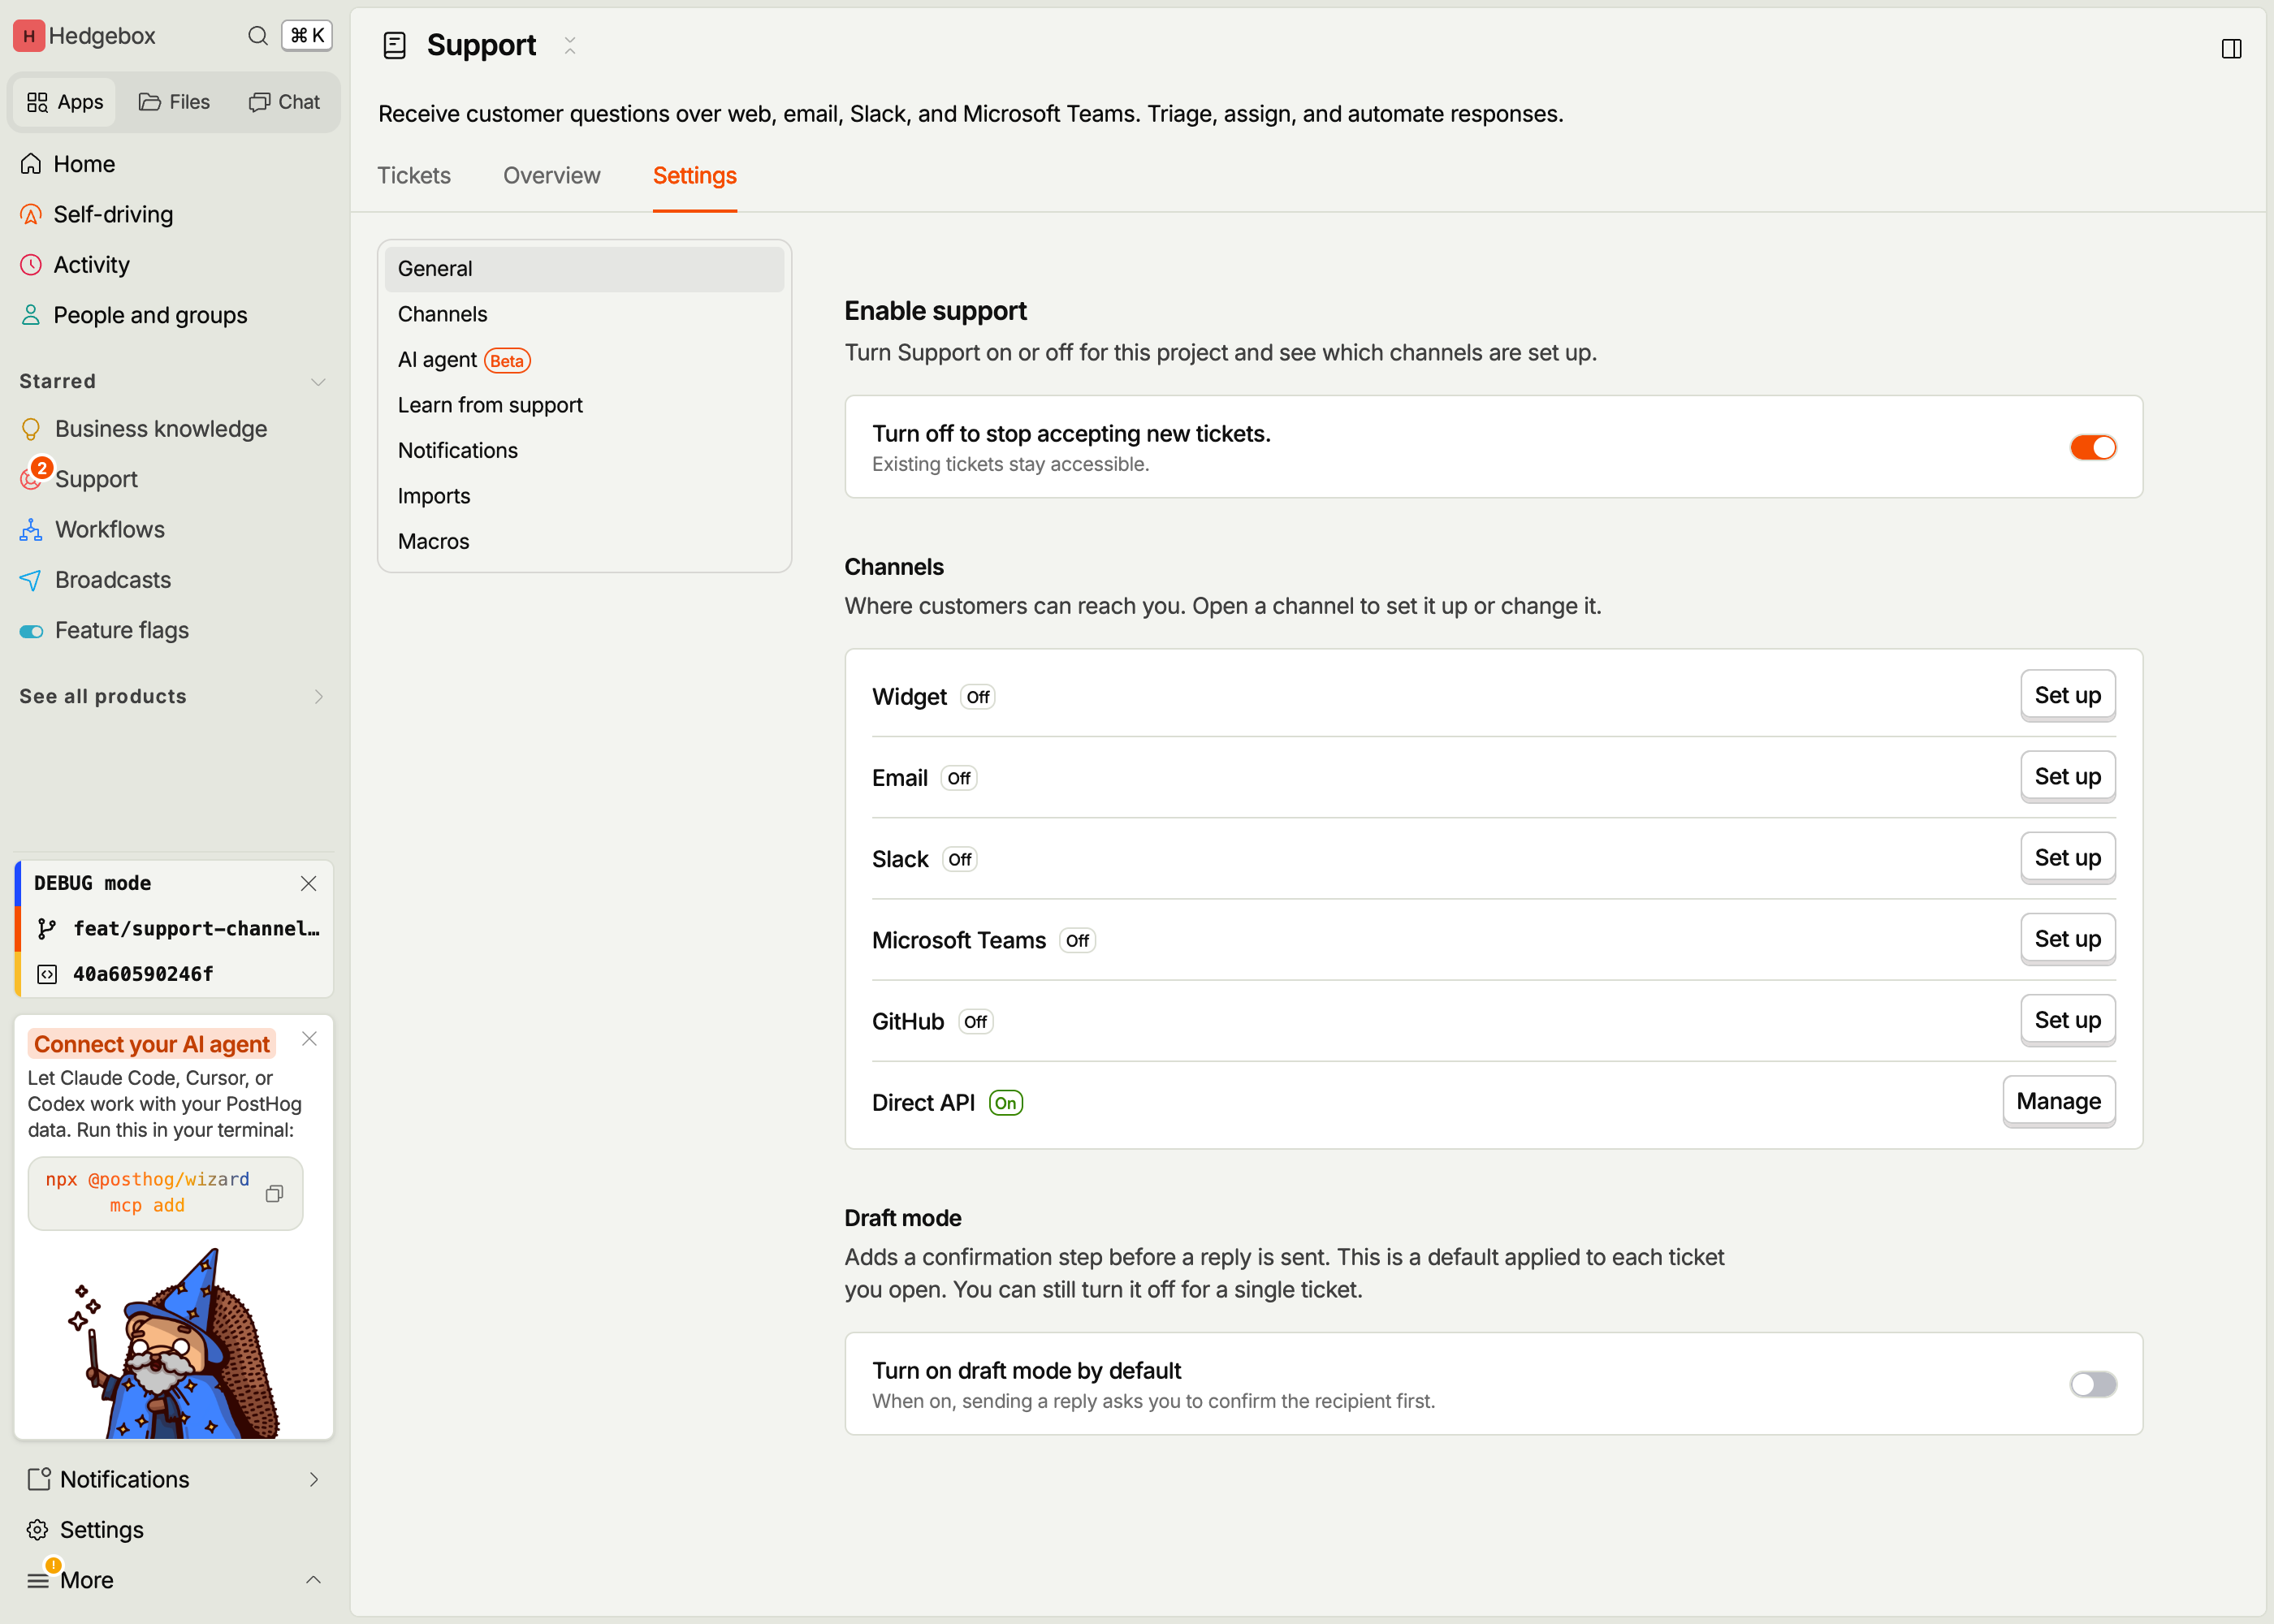 H Hedgebox ⌘ K
Apps Files Chat
Home
Self-driving
Activity
People and groups
Starred
Business knowledge
2
Support
Workflows
Broadcasts
Feature flags
See all products
DEBUG mode
feat/support-channel…
40a60590246f
Connect your AI agent
Let Claude Code, Cursor, or
Codex work with your PostHog
data. Run this in your terminal:
npx @posthog/wizard
mcp add
Notifications
Settings
!
More
Support
Receive customer questions over web, email, Slack, and Microsoft Teams. Triage, assign, and automate responses.
Tickets Overview Settings
General
Channels
AI agent Beta
Learn from support
Notifications
Imports
Macros
Enable support
Turn Support on or off for this project and see which channels are set up.
Turn off to stop accepting new tickets.
Existing tickets stay accessible.
Channels
Where customers can reach you. Open a channel to set it up or change it.
Widget Off Set up
Email Off Set up
Slack Off Set up
Microsoft Teams Off Set up
GitHub Off Set up
Direct API On Manage
Draft mode
Adds a confirmation step before a reply is sent. This is a default applied to each ticket
you open. You can still turn it off for a single ticket.
Turn on draft mode by default
When on, sending a reply asks you to confirm the recipient first.